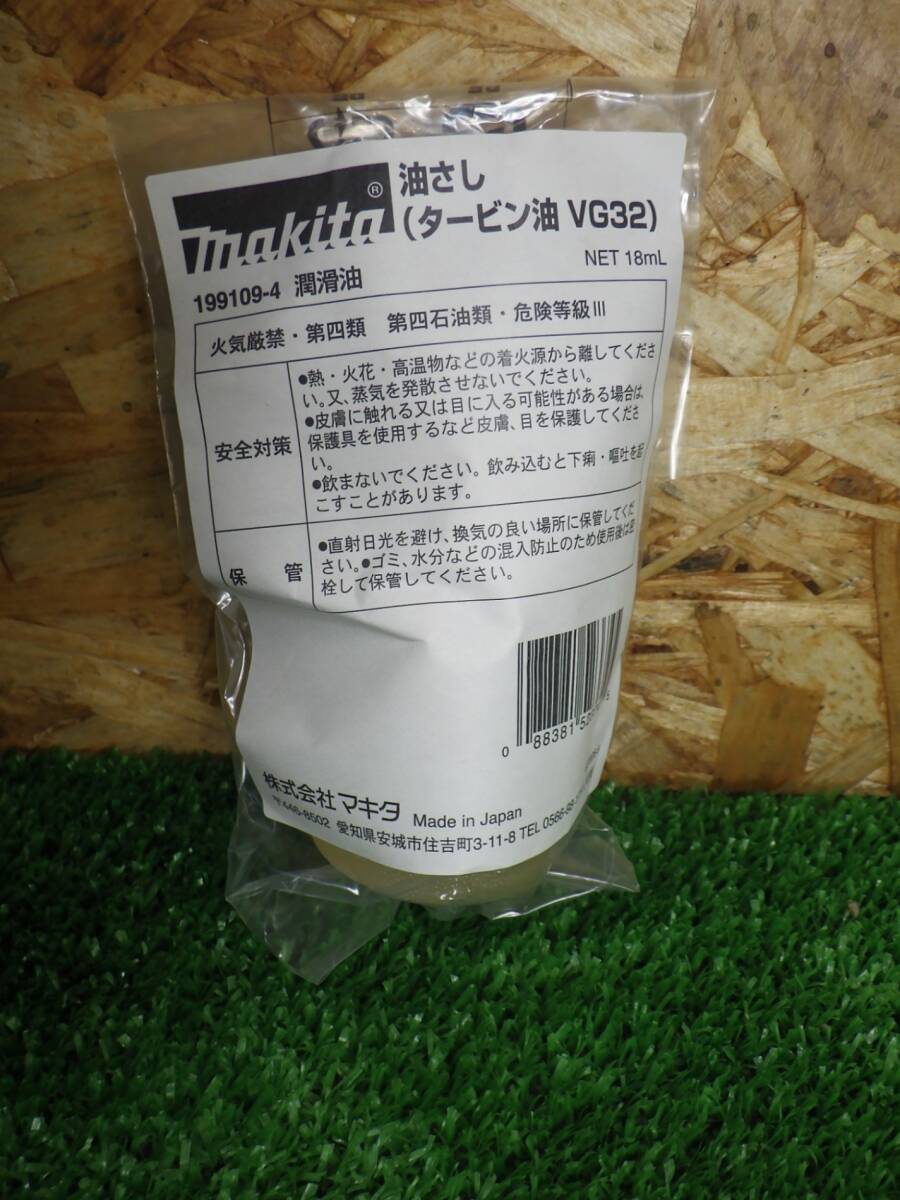 makita®
油さし
(タービン油 VG32)
NET 18mL
199109-4 潤滑油
火気厳禁・第四類 第四石油類・危険等級III
安全対策
●熱・火花・高温物などの着火源から離してくださ
い。又、蒸気を発散させないでください。
●皮膚に触れる又は目に入る可能性がある場合は、
保護具を使用するなど皮膚、目を保護してくださ
い。
●飲まないでください。飲み込むと下痢・嘔吐を起
こすことがあります。
保 管
●直射日光を避け、換気の良い場所に保管してくだ
さい。●ゴミ、水分などの混入防止のため使用後は密
栓して保管してください。
0 88381
株式会社 マキタ Made in Japan
〒446-8502 愛知県安城市住吉町3-11-8 TEL 0566-98-